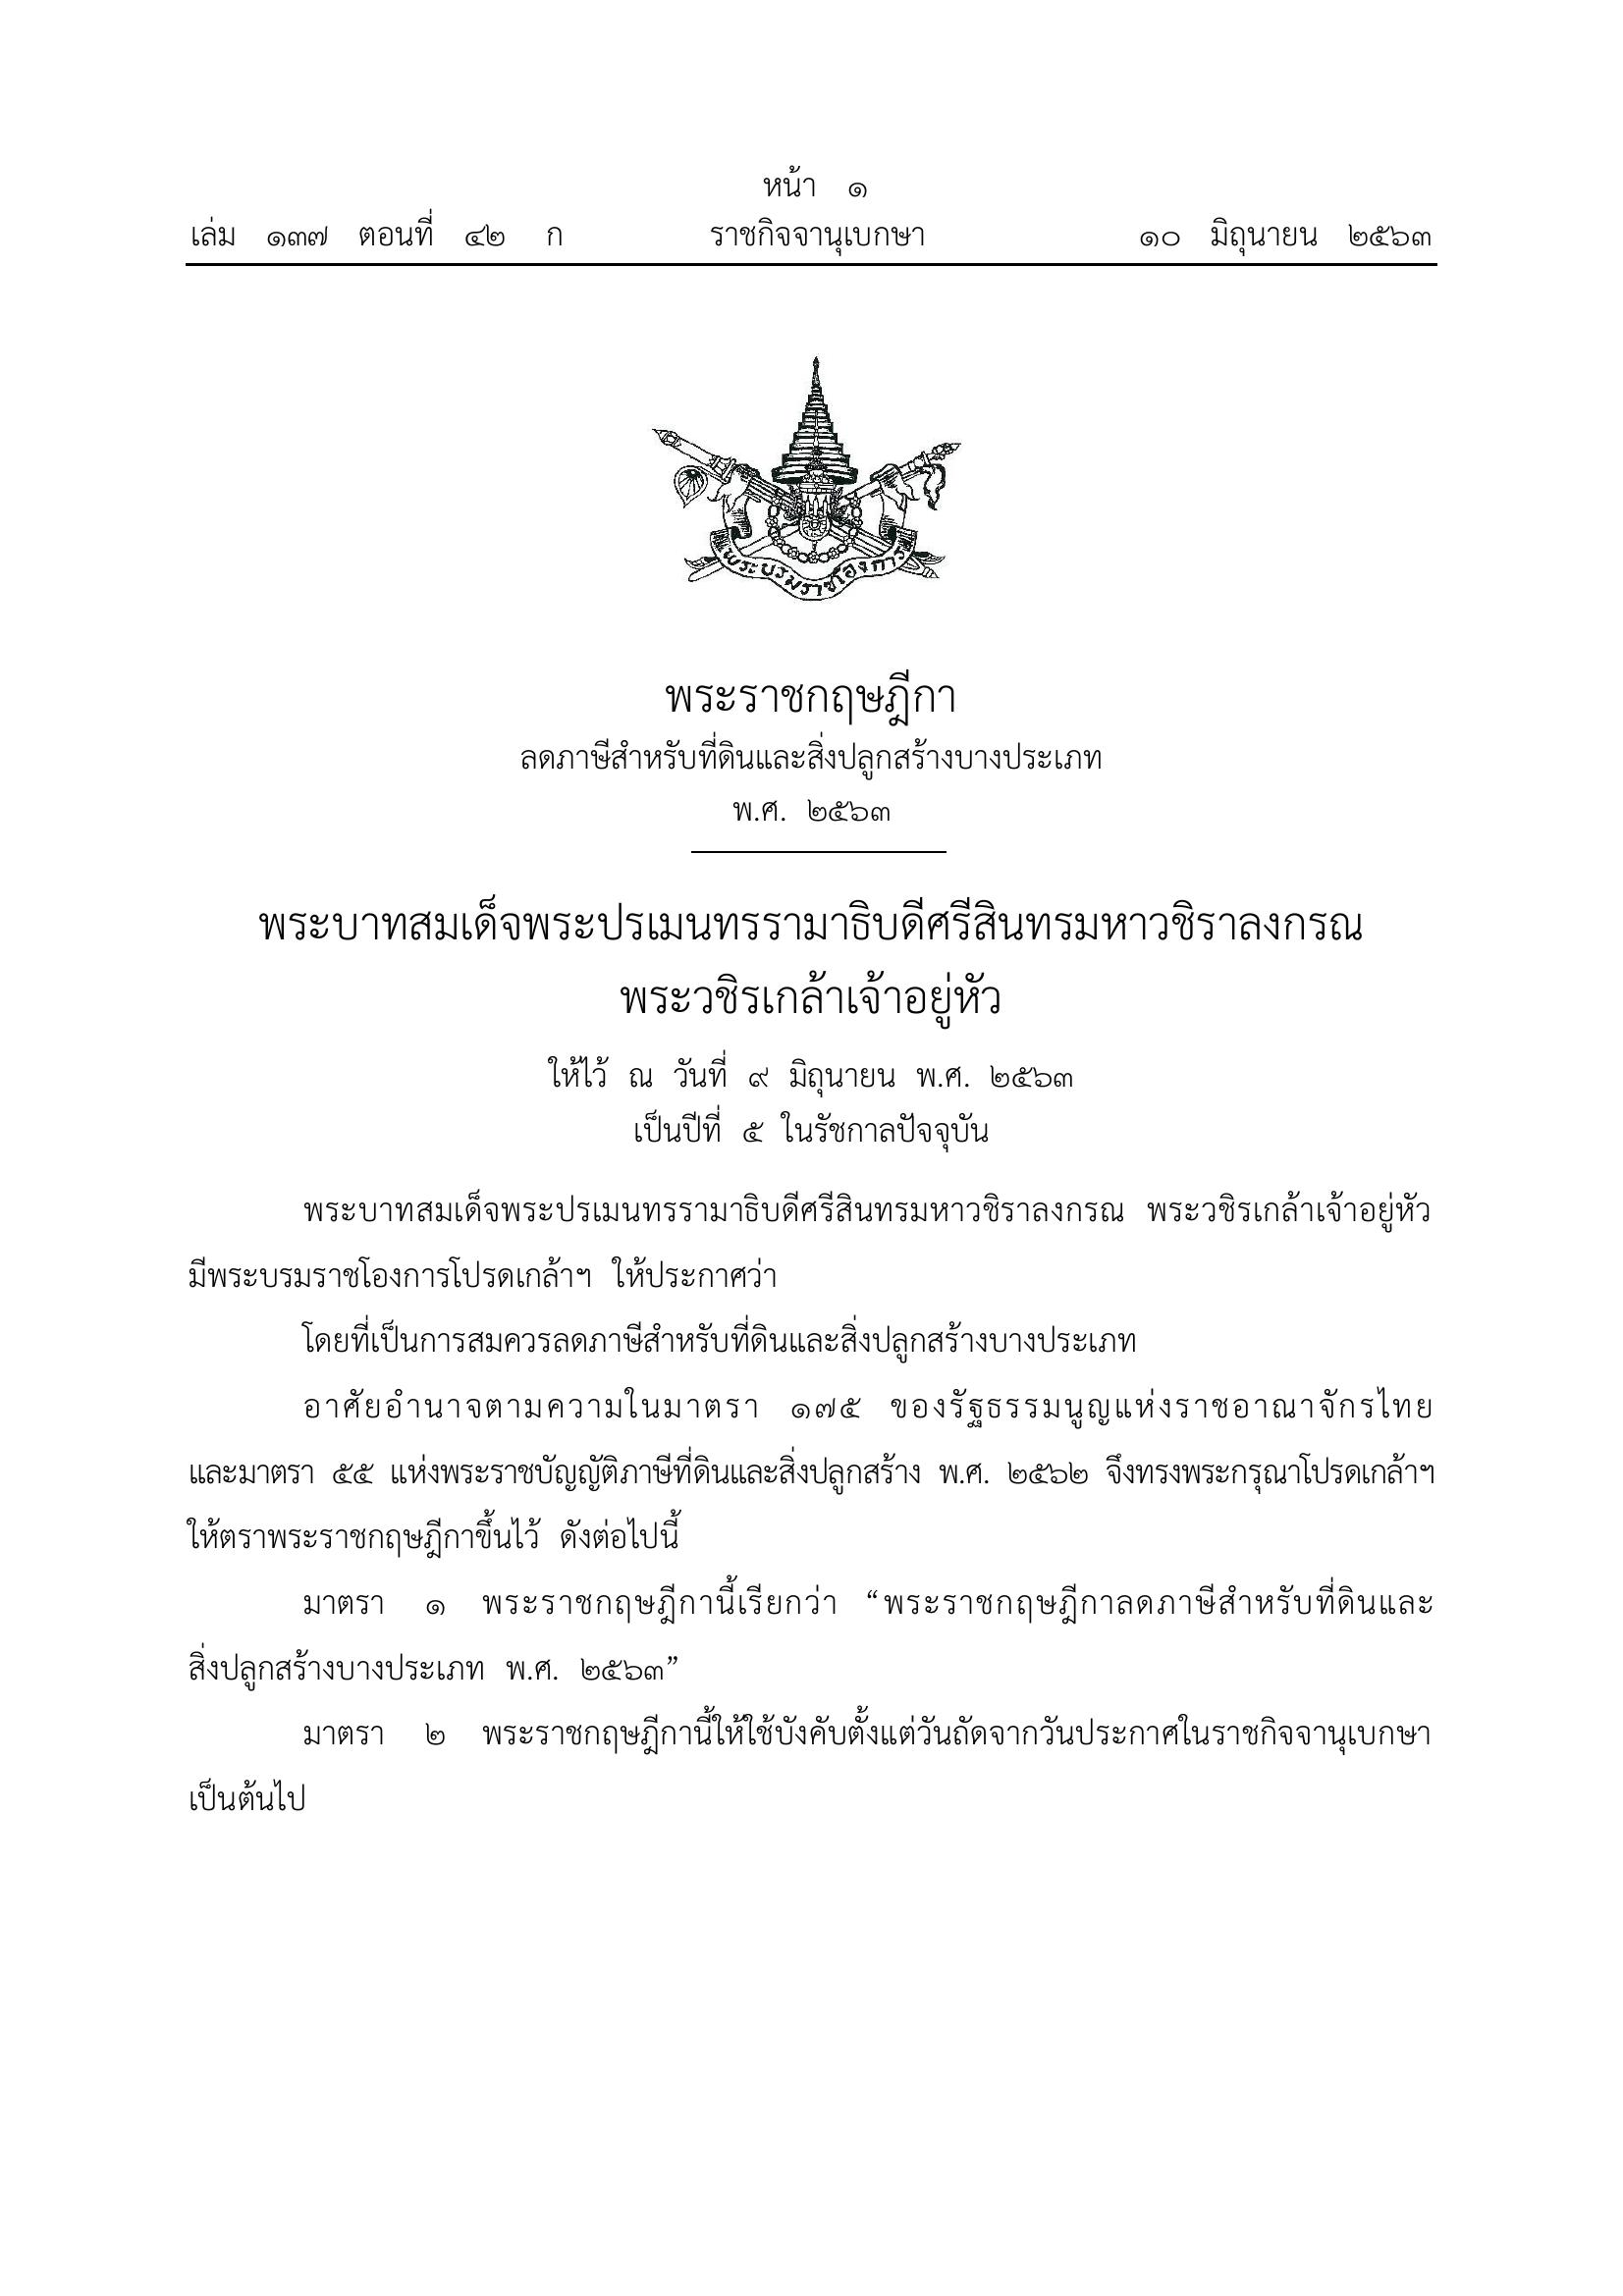 หน้า ๑
เล่ม ๑๓๗ ตอนที่ ๔๒ ก ราชกิจจานุเบกษา ๑๐ มิถุนายน ๒๕๖๓
พระบรมราชโองการ
พระราชกฤษฎีกา
ลดภาษีสำหรับที่ดินและสิ่งปลูกสร้างบางประเภท
พ.ศ. ๒๕๖๓
พระบาทสมเด็จพระปรเมนทรรามาธิบดีศรีสินทรมหาวชิราลงกรณ
พระวชิรเกล้าเจ้าอยู่หัว
ให้ไว้ ณ วันที่ ๙ มิถุนายน พ.ศ. ๒๕๖๓
เป็นปีที่ ๕ ในรัชกาลปัจจุบัน
พระบาทสมเด็จพระปรเมนทรรามาธิบดีศรีสินทรมหาวชิราลงกรณ พระวชิรเกล้าเจ้าอยู่หัว
มีพระบรมราชโองการโปรดเกล้าฯ ให้ประกาศว่า
โดยที่เป็นการสมควรลดภาษีสำหรับที่ดินและสิ่งปลูกสร้างบางประเภท
อาศัยอำนาจตามความในมาตรา ๑๗๕ ของรัฐธรรมนูญแห่งราชอาณาจักรไทย
และมาตรา ๕๕ แห่งพระราชบัญญัติภาษีที่ดินและสิ่งปลูกสร้าง พ.ศ. ๒๕๖๒ จึงทรงพระกรุณาโปรดเกล้าฯ
ให้ตราพระราชกฤษฎีกาขึ้นไว้ ดังต่อไปนี้
มาตรา ๑ พระราชกฤษฎีกานี้เรียกว่า “พระราชกฤษฎีกาลดภาษีสำหรับที่ดินและ
สิ่งปลูกสร้างบางประเภท พ.ศ. ๒๕๖๓”
มาตรา ๒ พระราชกฤษฎีกานี้ให้ใช้บังคับตั้งแต่วันถัดจากวันประกาศในราชกิจจานุเบกษา
เป็นต้นไป